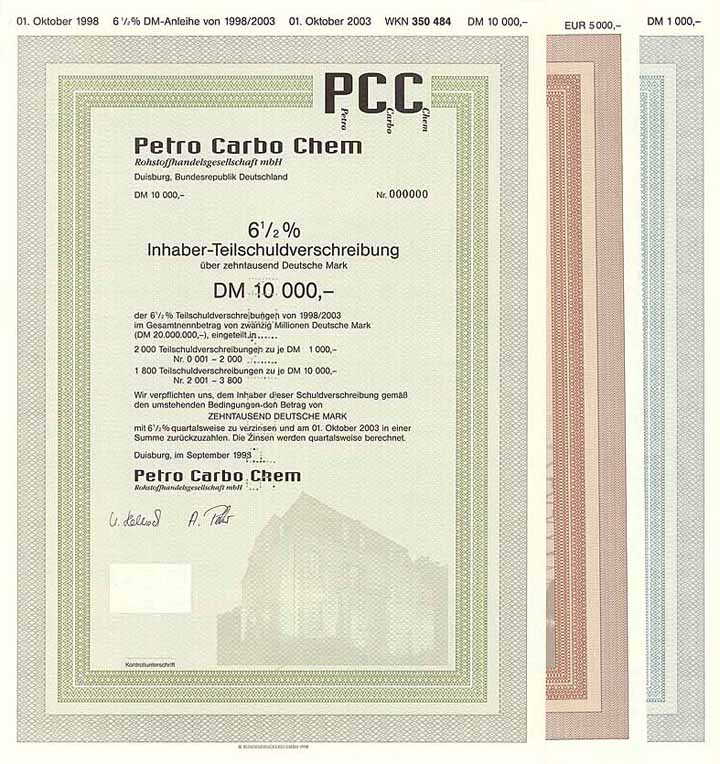 01. Oktober 1998 6 1/2 % DM-Anleihe von 1998/2003 01. Oktober 2003 WKN 350 484 DM 10 000,–
EUR 5 000,–
DM 1 000,–
PCC
Petro Carbo Chem
Petro Carbo Chem
Rohstoffhandelsgesellschaft mbH
Duisburg, Bundesrepublik Deutschland
DM 10 000,– Nr. 000000
6 1/2 %
Inhaber-Teilschuldverschreibung
über zehntausend Deutsche Mark
DM 10 000,–
der 6 1/2 % Teilschuldverschreibungen von 1998/2003
im Gesamtnennbetrag von zwanzig Millionen Deutsche Mark
(DM 20.000.000,–), eingeteilt in
2 000 Teilschuldverschreibungen zu je DM 1 000,–
Nr. 0 001 – 2 000
1 800 Teilschuldverschreibungen zu je DM 10 000,–
Nr. 2 001 – 3 800
Wir verpflichten uns, dem Inhaber dieser Schuldverschreibung gemäß
den umstehenden Bedingungen den Betrag von
ZEHNTAUSEND DEUTSCHE MARK
mit 6 1/2 % quartalsweise zu verzinsen und am 01. Oktober 2003 in einer
Summe zurückzuzahlen. Die Zinsen werden quartalsweise berechnet.
Duisburg, im September 1998
Petro Carbo Chem
Rohstoffhandelsgesellschaft mbH
Kontrollunterschrift